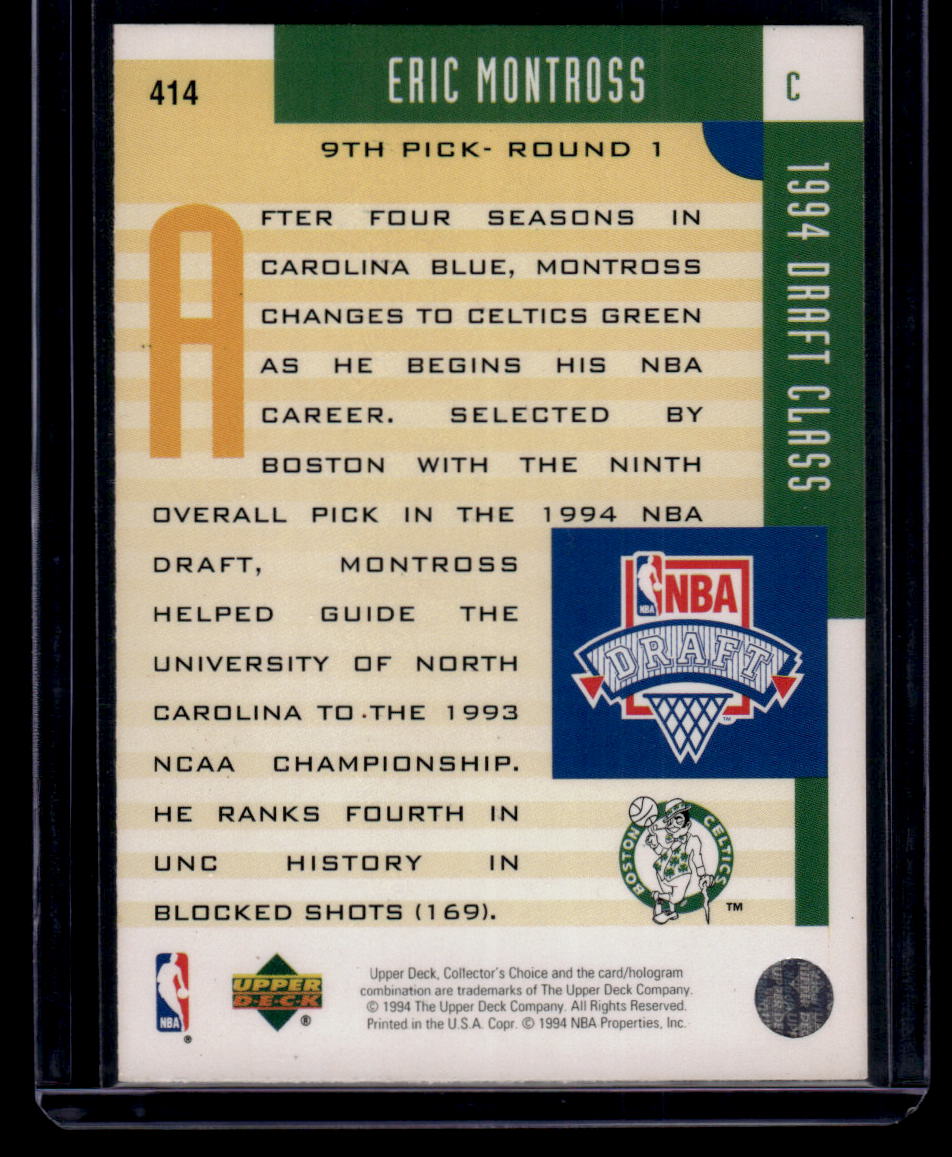 414
ERIC MONTROSS
C
9TH PICK- ROUND 1
1994 DRAFT CLASS
AFTER FOUR SEASONS IN
CAROLINA BLUE, MONTROSS
CHANGES TO CELTICS GREEN
AS HE BEGINS HIS NBA
CAREER. SELECTED BY
BOSTON WITH THE NINTH
OVERALL PICK IN THE 1994 NBA
DRAFT, MONTROSS
HELPED GUIDE THE
UNIVERSITY OF NORTH
CAROLINA TO THE 1993
NCAA CHAMPIONSHIP.
HE RANKS FOURTH IN
UNC HISTORY IN
BLOCKED SHOTS (169).
NBA
NBA
DRAFT
TM
BOSTON CELTICS
TM
NBA
®
UPPER
DECK
®
Upper Deck, Collector's Choice and the card/hologram
combination are trademarks of The Upper Deck Company.
© 1994 The Upper Deck Company. All Rights Reserved.
Printed in the U.S.A. Copr. © 1994 NBA Properties, Inc.